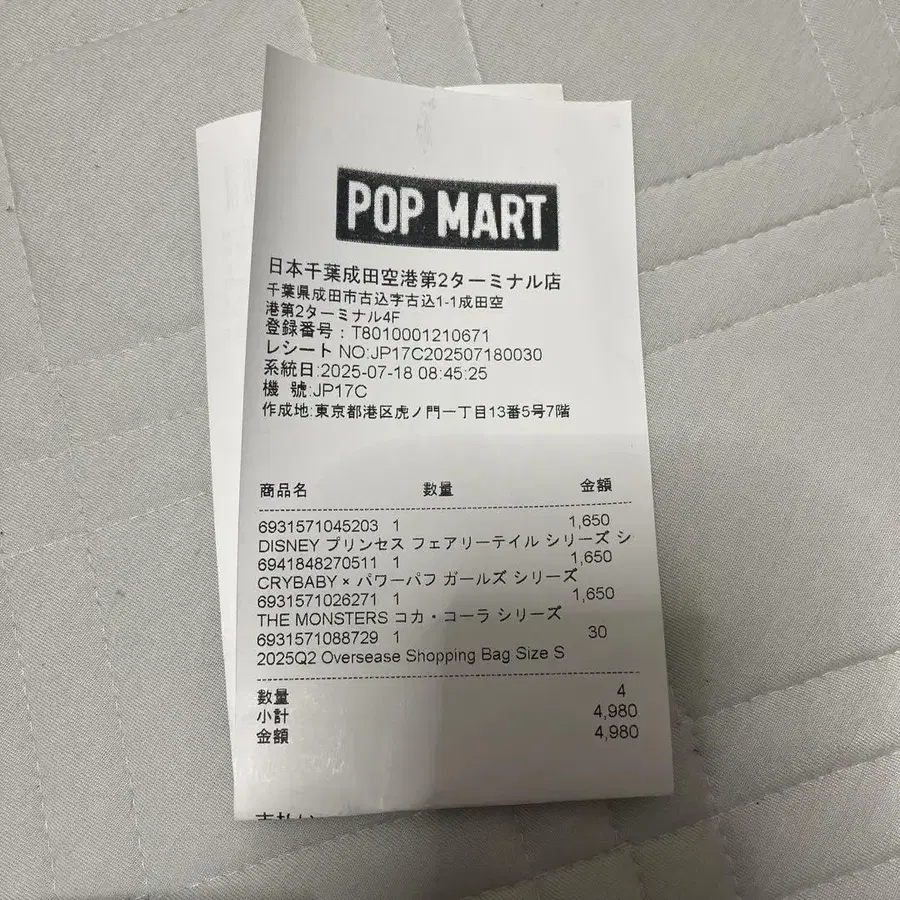 POP MART
日本千葉成田空港第2ターミナル店
千葉県成田市古込字古込1-1成田空
港第2ターミナル4F
登録番号：T8010001210671
レシート NO:JP17C202507180030
系統日:2025-07-18 08:45:25
機 號:JP17C
作成地:東京都港区虎ノ門一丁目13番5号7階
商品名 数量 金額
6931571045203 1 1,650
DISNEY プリンセス フェアリーテイル シリーズ シ
6941848270511 1 1,650
CRYBABY × パワーパフ ガールズ シリーズ
6931571026271 1 1,650
THE MONSTERS コカ・コーラ シリーズ
6931571088729 1 30
2025Q2 Oversease Shopping Bag Size S
數量 4
小計 4,980
金額 4,980